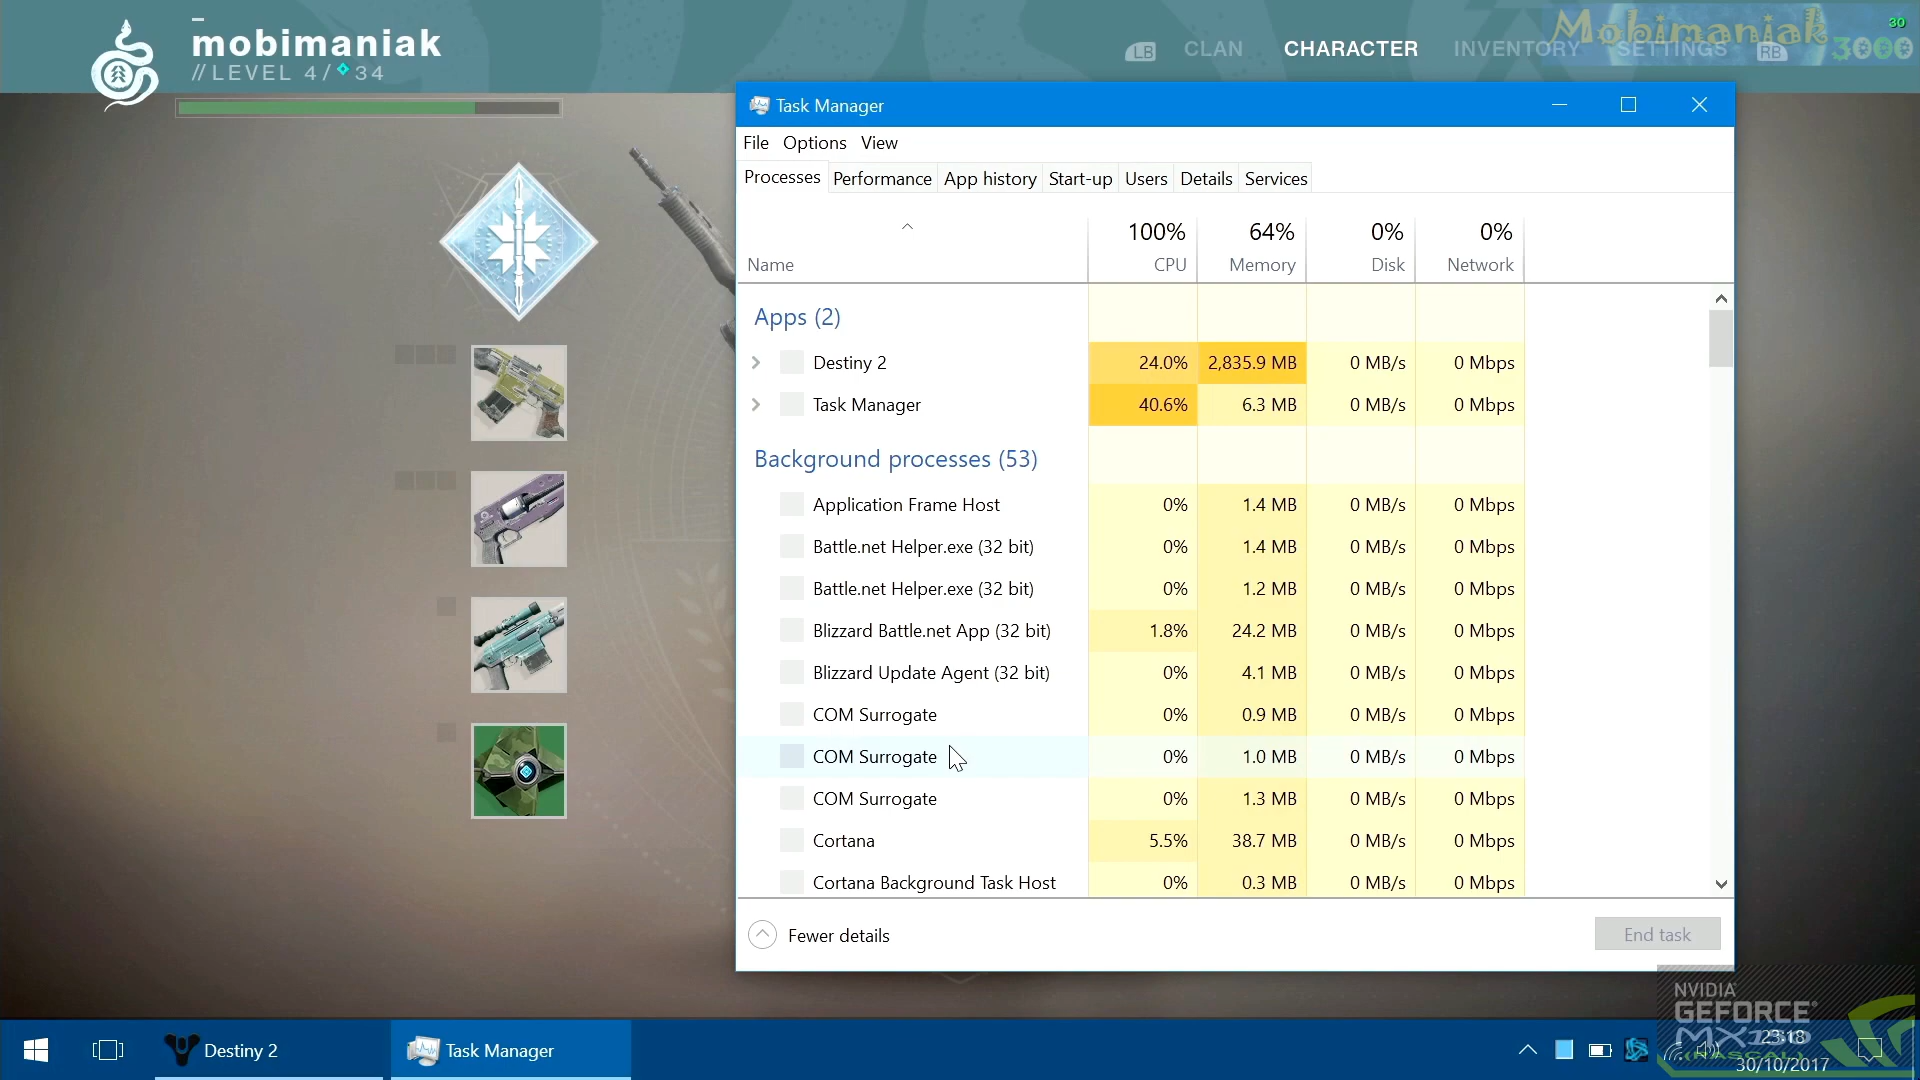 mobimaniak
//LEVEL 4/ 34
LB CLAN CHARACTER INVENTORY SETTINGS RB
Mobimaniak
30
Task Manager
File Options View
Processes Performance App history Start-up Users Details Services
100% 64% 0% 0%
Name CPU Memory Disk Network
Apps (2)
Destiny 2 24.0% 2,835.9 MB 0 MB/s 0 Mbps
Task Manager 40.6% 6.3 MB 0 MB/s 0 Mbps
Background processes (53)
Application Frame Host 0% 1.4 MB 0 MB/s 0 Mbps
Battle.net Helper.exe (32 bit) 0% 1.4 MB 0 MB/s 0 Mbps
Battle.net Helper.exe (32 bit) 0% 1.2 MB 0 MB/s 0 Mbps
Blizzard Battle.net App (32 bit) 1.8% 24.2 MB 0 MB/s 0 Mbps
Blizzard Update Agent (32 bit) 0% 4.1 MB 0 MB/s 0 Mbps
COM Surrogate 0% 0.9 MB 0 MB/s 0 Mbps
COM Surrogate 0% 1.0 MB 0 MB/s 0 Mbps
COM Surrogate 0% 1.3 MB 0 MB/s 0 Mbps
Cortana 5.5% 38.7 MB 0 MB/s 0 Mbps
Cortana Background Task Host 0% 0.3 MB 0 MB/s 0 Mbps
Fewer details End task
NVIDIA
GEFORCE
Destiny 2 Task Manager
23:18
30/10/2017